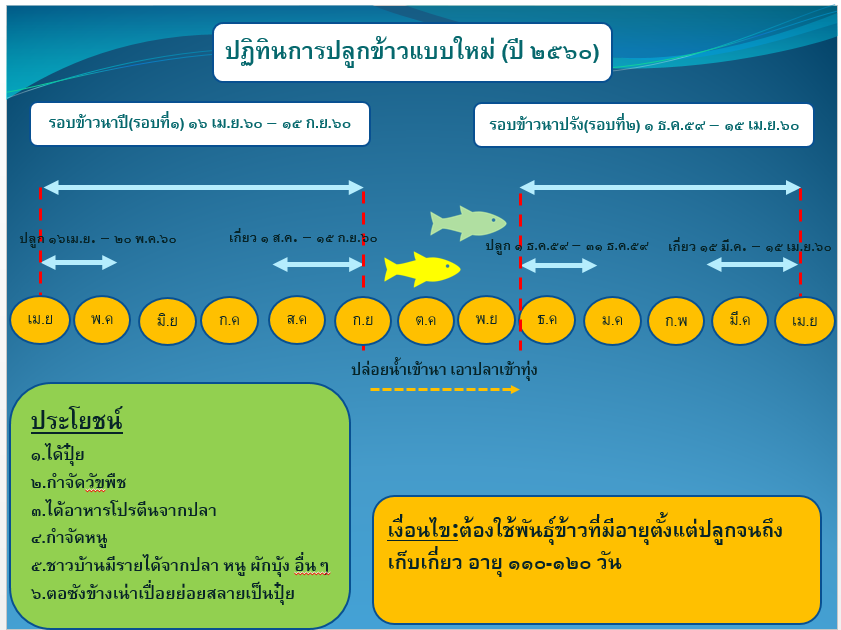 ปฏิทินการปลูกข้าวแบบใหม่ (ปี ๒๕๖๐)
รอบข้าวนาปี(รอบที่๑) ๑๖ เม.ย.๖๐ – ๑๕ ก.ย.๖๐
รอบข้าวนาปรัง(รอบที่๒) ๑ ธ.ค.๕๙ – ๑๕ เม.ย.๖๐
ปลูก ๑๖เม.ย. – ๒๐ พ.ค.๖๐
เกี่ยว ๑ ส.ค. – ๑๕ ก.ย.๖๐
ปลูก ๑ ธ.ค.๕๙ – ๓๑ ธ.ค.๕๙
เกี่ยว ๑๕ มี.ค. – ๑๕ เม.ย.๖๐
เม.ย
พ.ค
มิ.ย
ก.ค
ส.ค
ก.ย
ต.ค
พ.ย
ธ.ค
ม.ค
ก.พ
มี.ค
เม.ย
ปล่อยน้ำเข้านา เอาปลาเข้าทุ่ง
ประโยชน์
๑.ได้ปุ๋ย
๒.กำจัดวัขพืช
๓.ได้อาหารโปรตีนจากปลา
๔.กำจัดหนู
๕.ชาวบ้านมีรายได้จากปลา หนู ผักบุ้ง อื่น ๆ
๖.ตอซังข้างเน่าเปื่อยย่อยสลายเป็นปุ๋ย
เงื่อนไข:ต้องใช้พันธุ์ข้าวที่มีอายุตั้งแต่ปลูกจนถึง
เก็บเกี่ยว อายุ ๑๑๐-๑๒๐ วัน